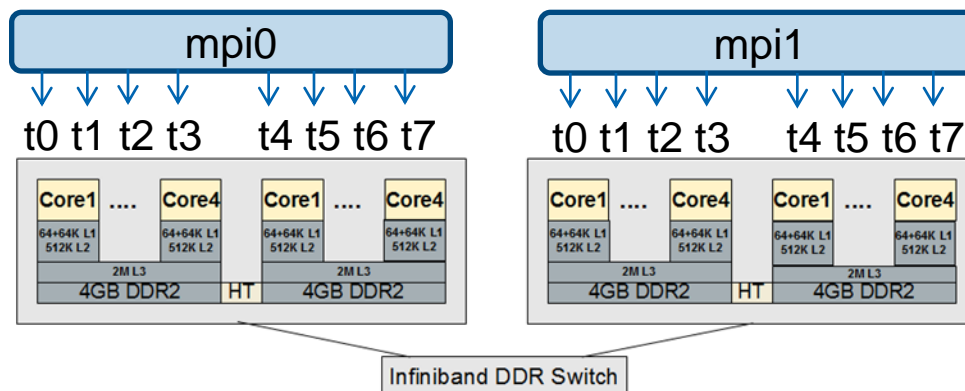 mpi0 mpi1
t0 t1 t2 t3 t4 t5 t6 t7 t0 t1 t2 t3 t4 t5 t6 t7
Core1 .... Core4 Core1 .... Core4 Core1 .... Core4 Core1 .... Core4
64+64K L1 64+64K L1 64+64K L1 64+64K L1 64+64K L1 64+64K L1 64+64K L1 64+64K L1
512K L2 512K L2 512K L2 512K L2 512K L2 512K L2 512K L2 512K L2
2M L3 2M L3 2M L3 2M L3
4GB DDR2 HT 4GB DDR2 4GB DDR2 HT 4GB DDR2
Infiniband DDR Switch